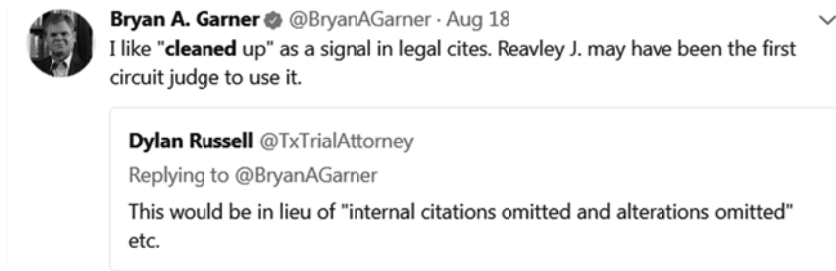 Bryan A. Garner @BryanAGarner · Aug 18
I like "cleaned up" as a signal in legal cites. Reavley J. may have been the first
circuit judge to use it.
Dylan Russell @TxTrialAttorney
Replying to @BryanAGarner
This would be in lieu of "internal citations omitted and alterations omitted"
etc.